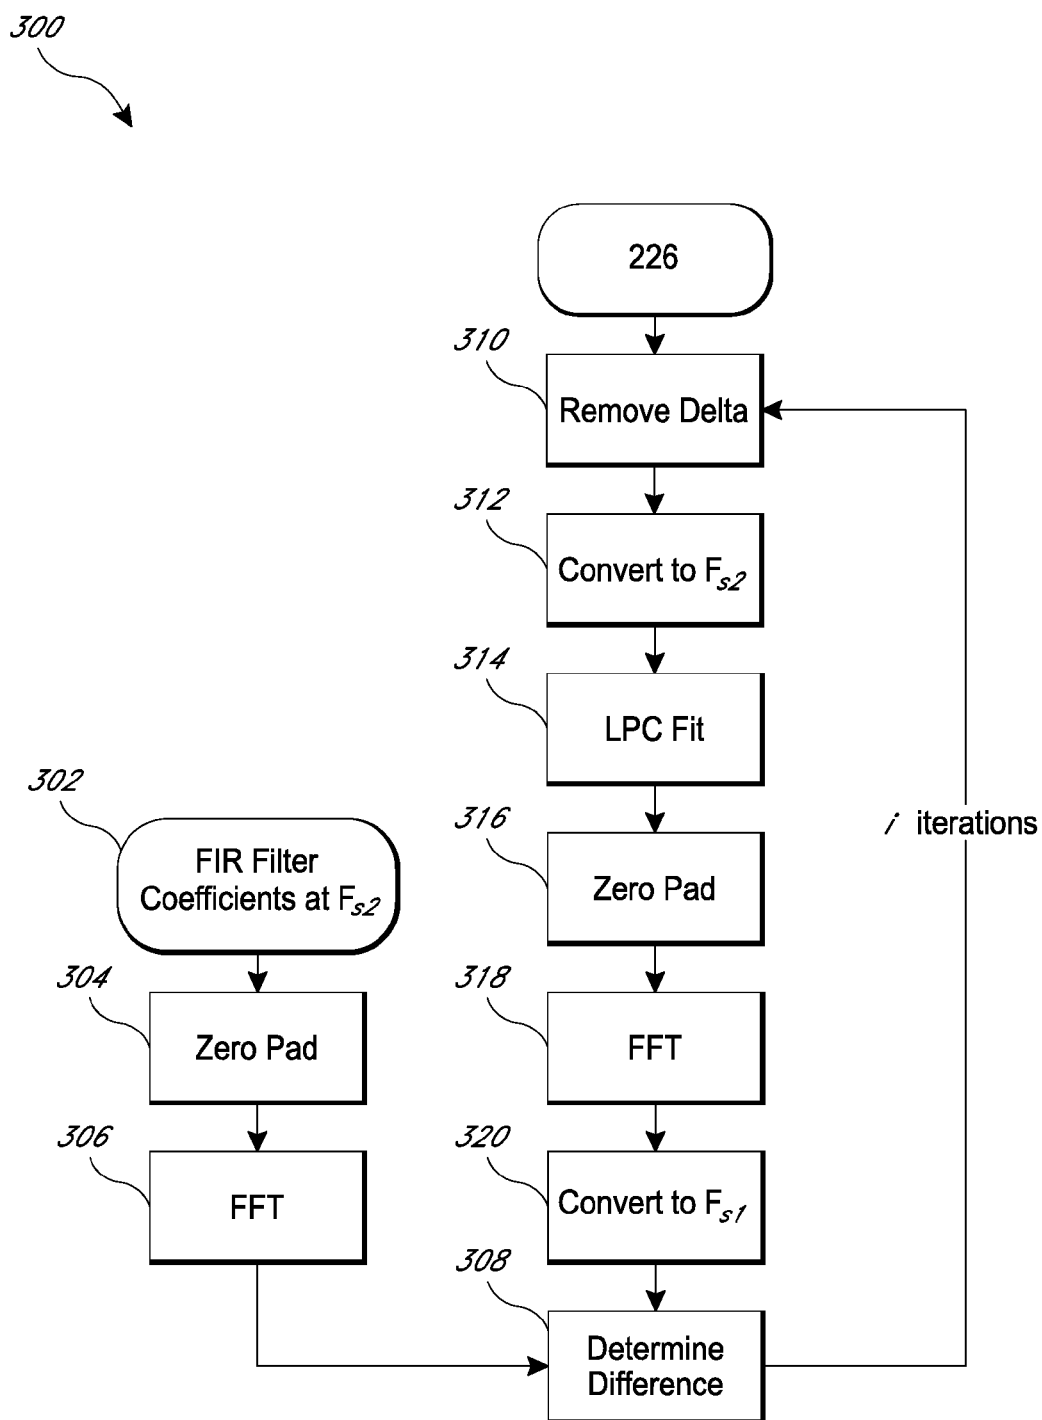 300
226
310
Remove Delta
312
Convert to Fs2
314
LPC Fit
302
FIR Filter
Coefficients at Fs2
316
Zero Pad
i iterations
304
Zero Pad
318
FFT
306
FFT
320
Convert to Fs1
308
Determine
Difference